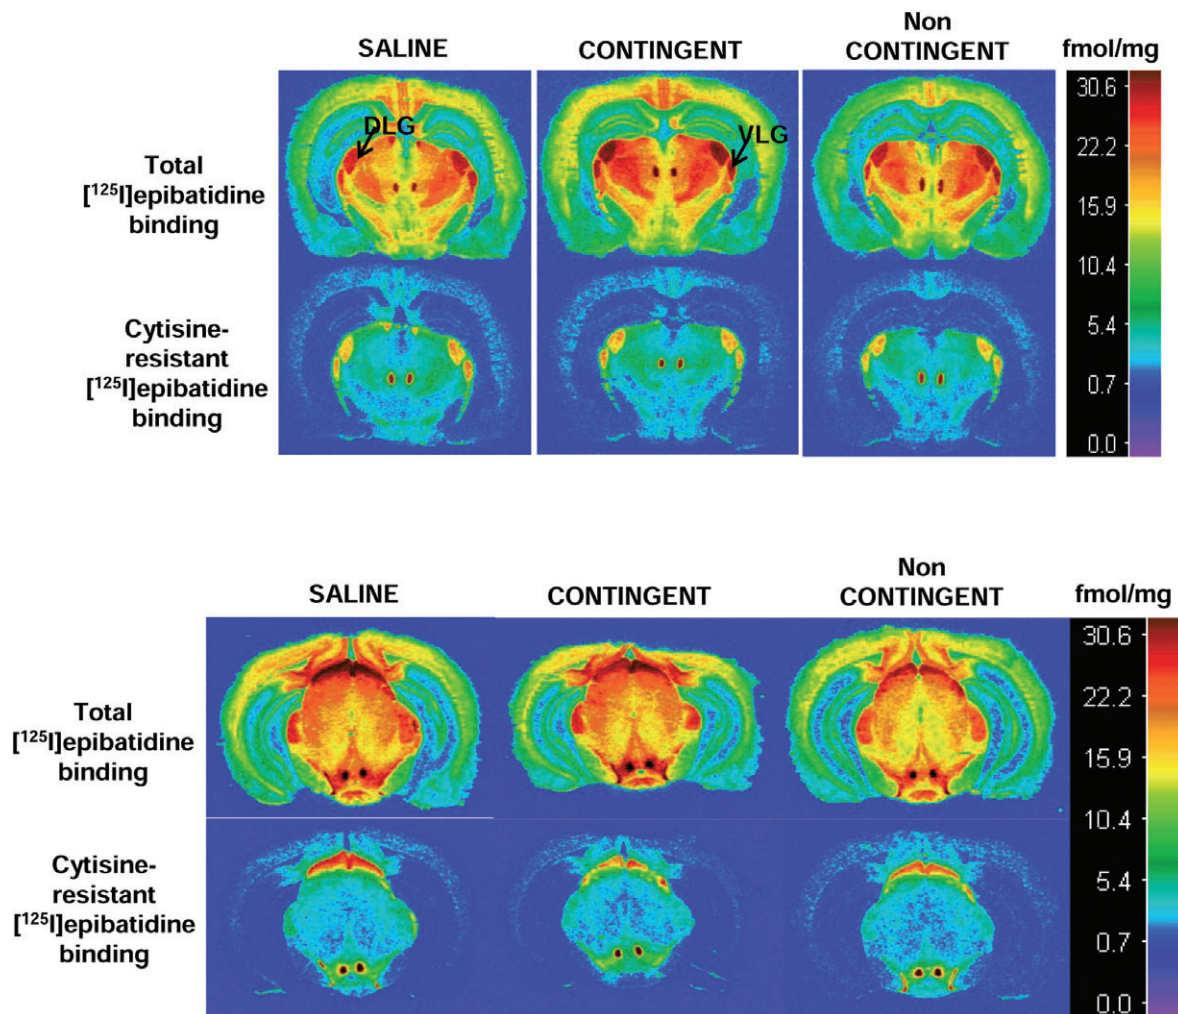 SALINE
CONTINGENT
Non
CONTINGENT
fmol/mg
DLG
VLG
Total
[125I]epibatidine
binding
Cytisine-
resistant
[125I]epibatidine
binding
30.6
22.2
15.9
10.4
5.4
0.7
0.0
SALINE
CONTINGENT
Non
CONTINGENT
fmol/mg
Total
[125I]epibatidine
binding
Cytisine-
resistant
[125I]epibatidine
binding
30.6
22.2
15.9
10.4
5.4
0.7
0.0